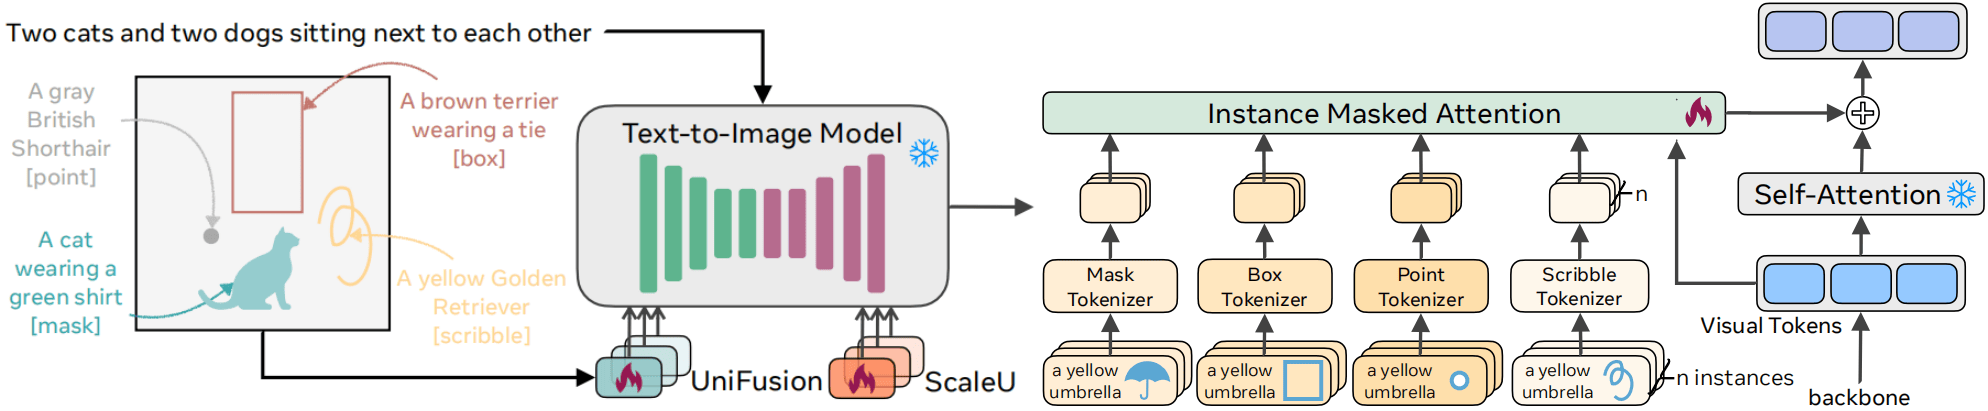 Two cats and two dogs sitting next to each other
A gray
British
Shorthair
[point]
A brown terrier
wearing a tie
[box]
A cat
wearing a
green shirt
[mask]
A yellow Golden
Retriever
[scribble]
Text-to-Image Model
UniFusion
ScaleU
Instance Masked Attention
n
Mask
Tokenizer
Box
Tokenizer
Point
Tokenizer
Scribble
Tokenizer
a yellow
umbrella
a yellow
umbrella
a yellow
umbrella
a yellow
umbrella
n instances
Self-Attention
Visual Tokens
backbone